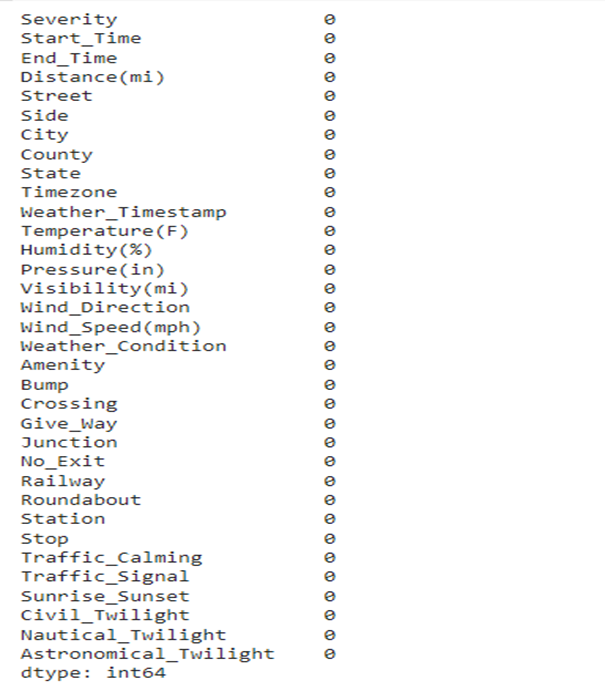 Severity 0
Start_Time 0
End_Time 0
Distance(mi) 0
Street 0
Side 0
City 0
County 0
State 0
Timezone 0
Weather_Timestamp 0
Temperature(F) 0
Humidity(%) 0
Pressure(in) 0
Visibility(mi) 0
Wind_Direction 0
Wind_Speed(mph) 0
Weather_Condition 0
Amenity 0
Bump 0
Crossing 0
Give_Way 0
Junction 0
No_Exit 0
Railway 0
Roundabout 0
Station 0
Stop 0
Traffic_Calming 0
Traffic_Signal 0
Sunrise_Sunset 0
Civil_Twilight 0
Nautical_Twilight 0
Astronomical_Twilight 0
dtype: int64